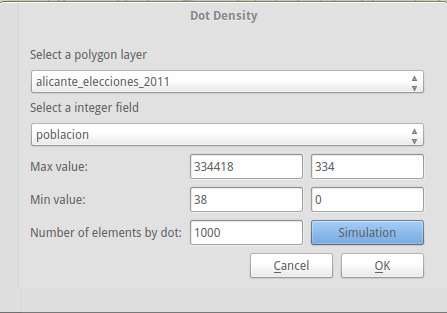 Dot Density
Select a polygon layer
alicante_elecciones_2011
Select a integer field
poblacion
Max value: 334418 334
Min value: 38 0
Number of elements by dot: 1000 Simulation
Cancel OK